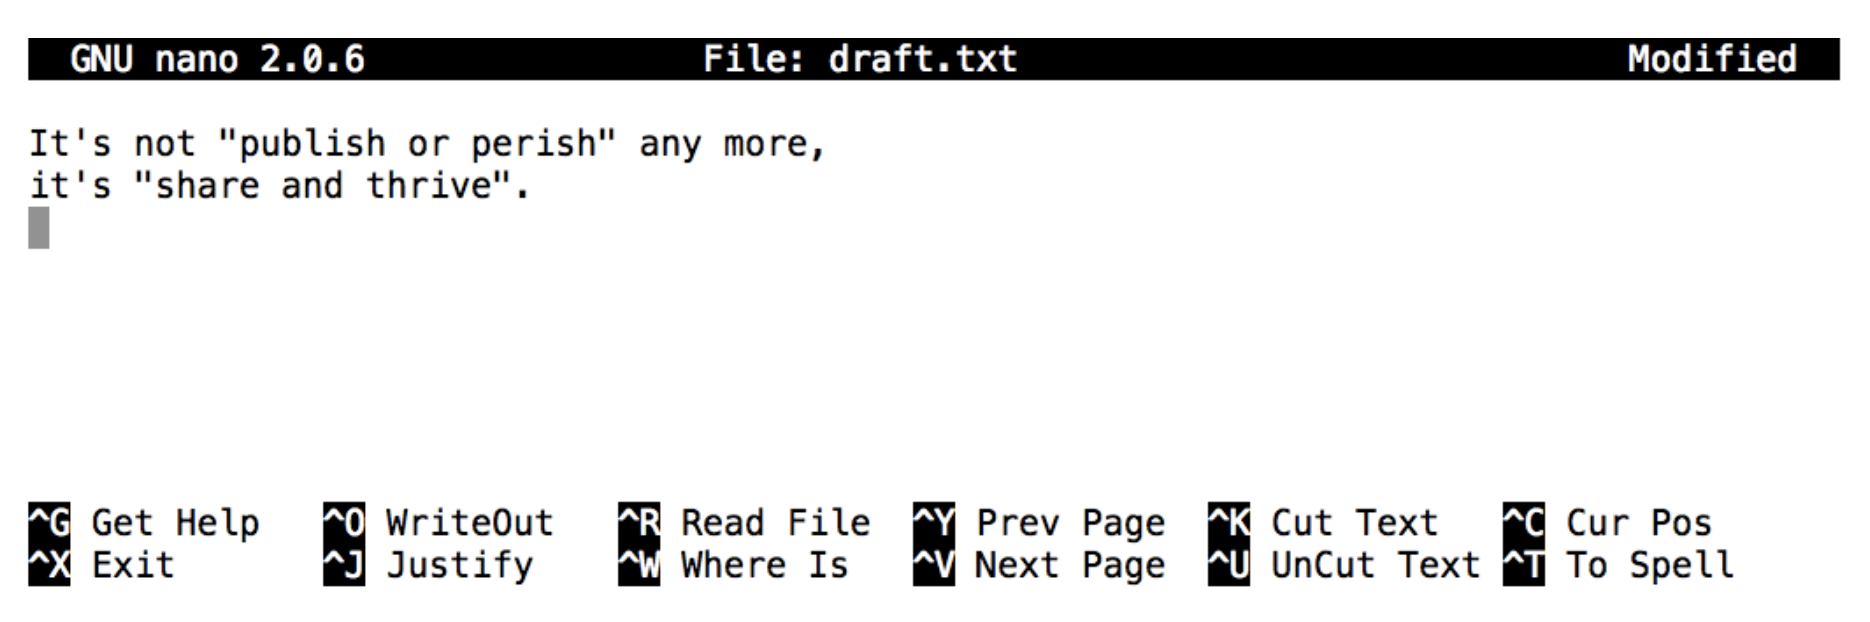 GNU nano 2.0.6 File: draft.txt Modified
It's not "publish or perish" any more,
it's "share and thrive".
^G Get Help ^O WriteOut ^R Read File ^Y Prev Page ^K Cut Text ^C Cur Pos
^X Exit ^J Justify ^W Where Is ^V Next Page ^U UnCut Text ^T To Spell